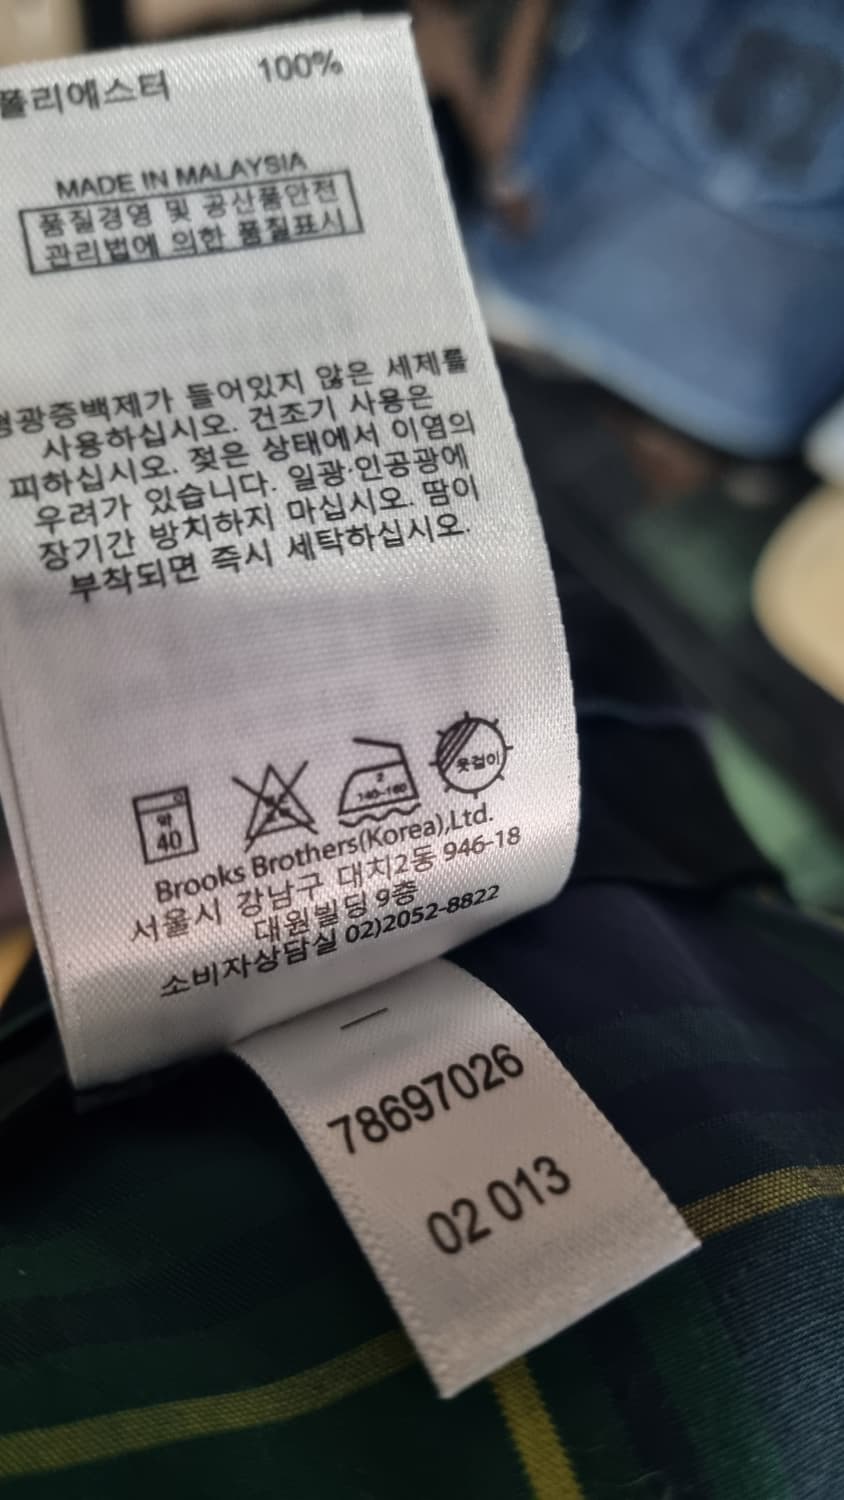 폴리에스터 100%
MADE IN MALAYSIA
품질경영 및 공산품안전
관리법에 의한 품질표시
형광증백제가 들어있지 않은 세제를
사용하십시오. 건조기 사용은
피하십시오. 젖은 상태에서 이염의
우려가 있습니다. 일광·인공광에
장기간 방치하지 마십시오. 땀이
부착되면 즉시 세탁하십시오.
약
40
2
140~160
옷걸이
Brooks Brothers(Korea),Ltd.
서울시 강남구 대치2동 946-18
대원빌딩 9층
소비자상담실 02)2052-8822
78697026
02 013